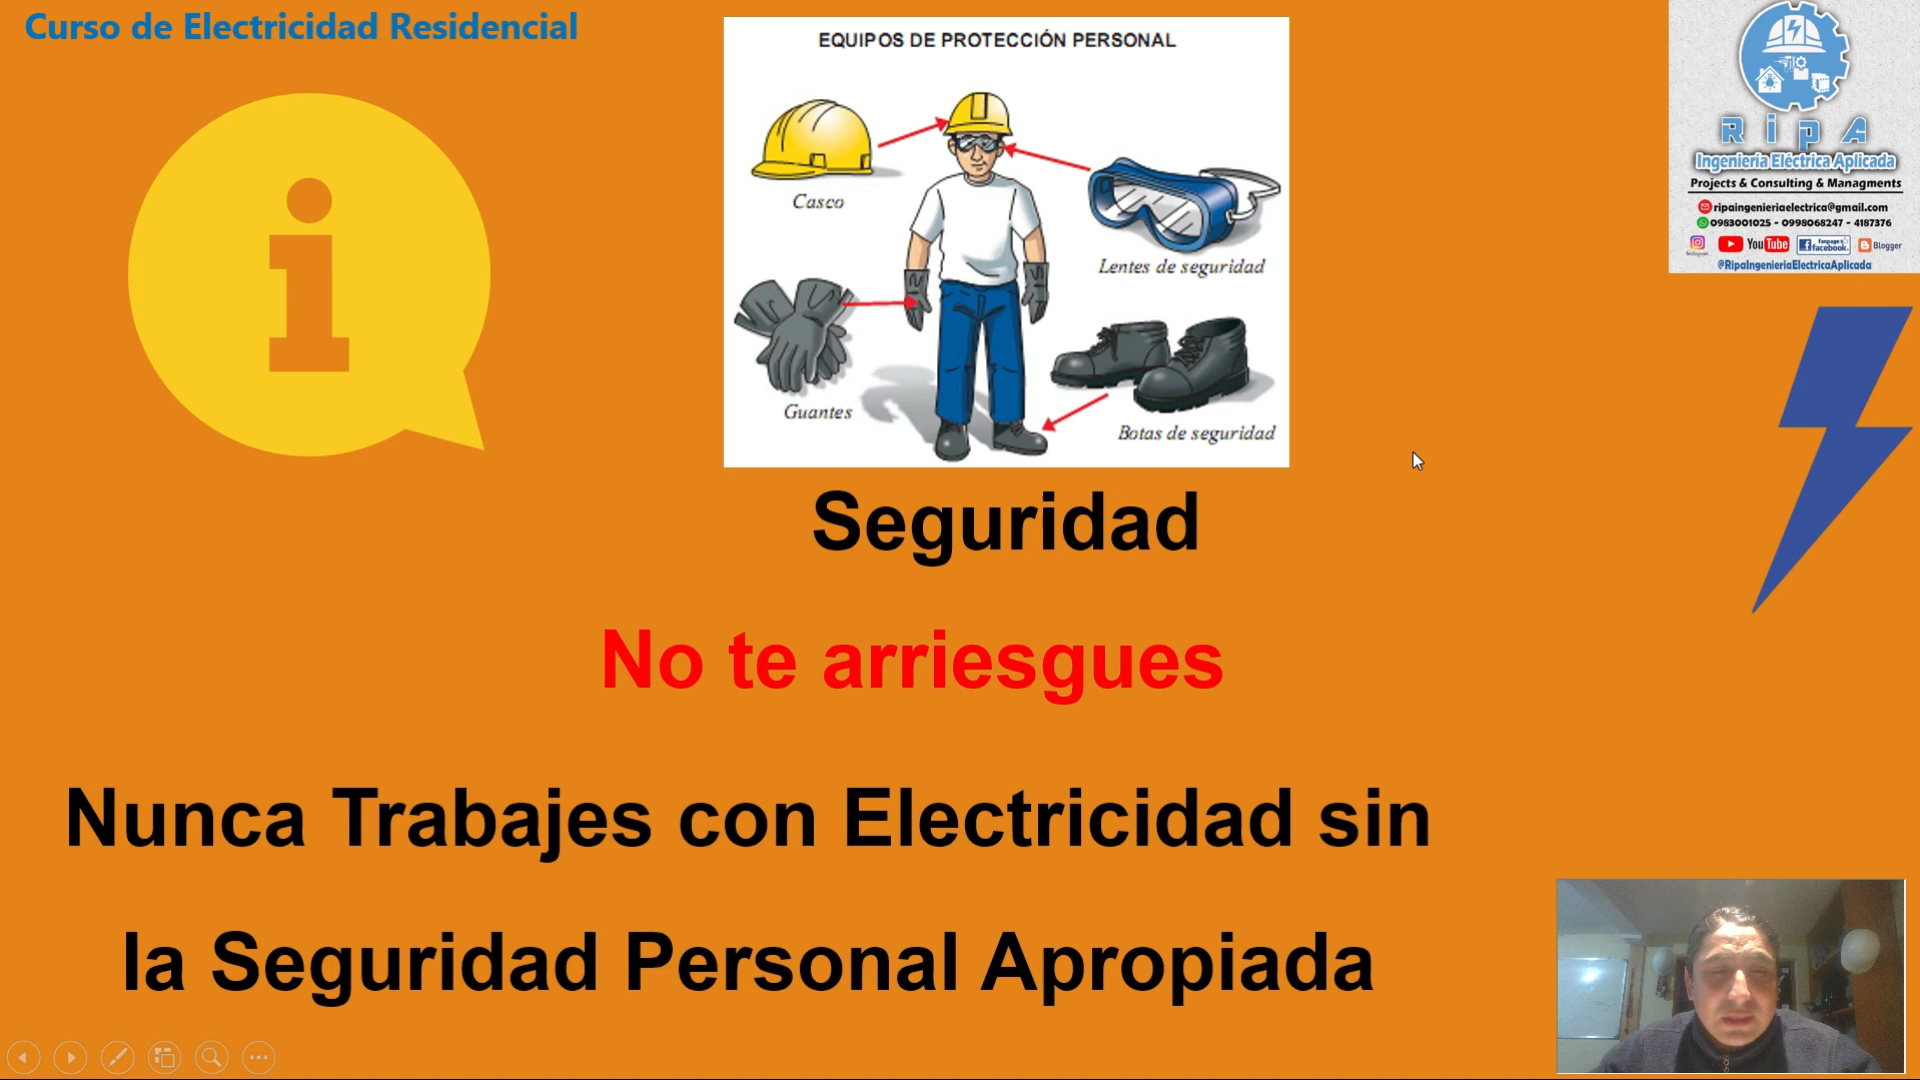 Curso de Electricidad Residencial
EQUIPOS DE PROTECCIÓN PERSONAL
Casco
Lentes de seguridad
Guantes
Botas de seguridad
RipA
Ingenieria Eléctrica Aplicada
Projects & Consulting & Managments
ripaingenieriaelectrica@gmail.com
0983001025 - 0998068247 - 4187376
YouTube
facebook
Blogger
@RipaIngenieriaElectricaAplicada
Seguridad
No te arriesgues
Nunca Trabajes con Electricidad sin
la Seguridad Personal Apropiada